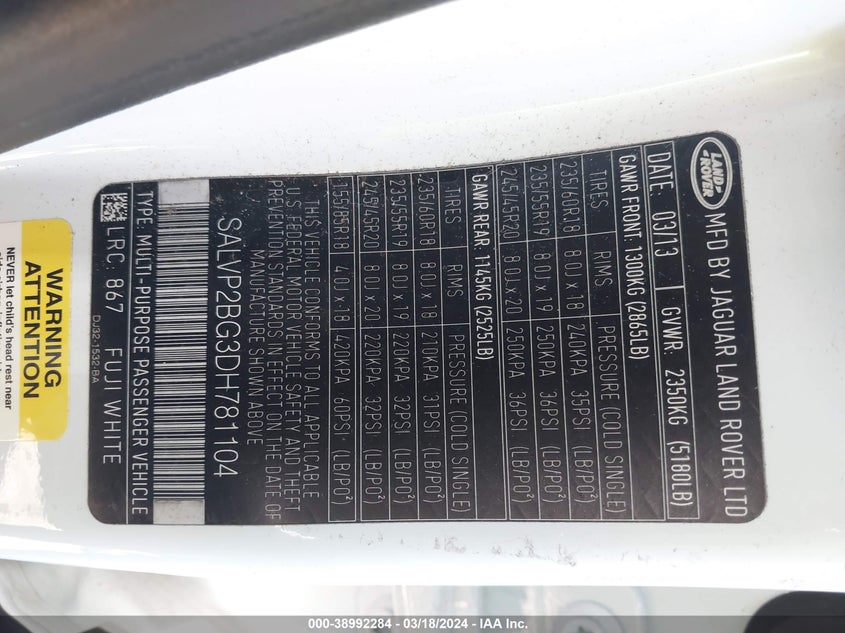 LAND
ROVER
MFD BY JAGUAR LAND ROVER LTD
DATE: 03/13 GVWR: 2350KG (5180LB)
GAWR FRONT: 1300KG (2865LB)
TIRES RIMS PRESSURE (COLD SINGLE)
235/60R18 8.0J x 18 240KPA 35PSI (LB/PO²)
235/55R19 8.0J x 19 250KPA 36PSI (LB/PO²)
245/45R20 8.0J x 20 250KPA 36PSI (LB/PO²)
GAWR REAR: 1145KG (2525LB)
TIRES RIMS PRESSURE (COLD SINGLE)
235/60R18 8.0J x 18 210KPA 31PSI (LB/PO²)
235/55R19 8.0J x 19 220KPA 32PSI (LB/PO²)
245/45R20 8.0J x 20 220KPA 32PSI (LB/PO²)
155/85R18 4.0J x 18 420KPA 60PSI (LB/PO²)
THIS VEHICLE CONFORMS TO ALL APPLICABLE
U.S. FEDERAL MOTOR VEHICLE SAFETY AND THEFT
PREVENTION STANDARDS IN EFFECT ON THE DATE OF
MANUFACTURE SHOWN ABOVE
SALVP2BG3DH781104
TYPE: MULTI-PURPOSE PASSENGER VEHICLE
LRC 867 FUJI WHITE
DJ32-1532-BA
WARNING
ATTENTION
NEVER let child's head rest near
000-38992284 - 03/18/2024 - IAA Inc.